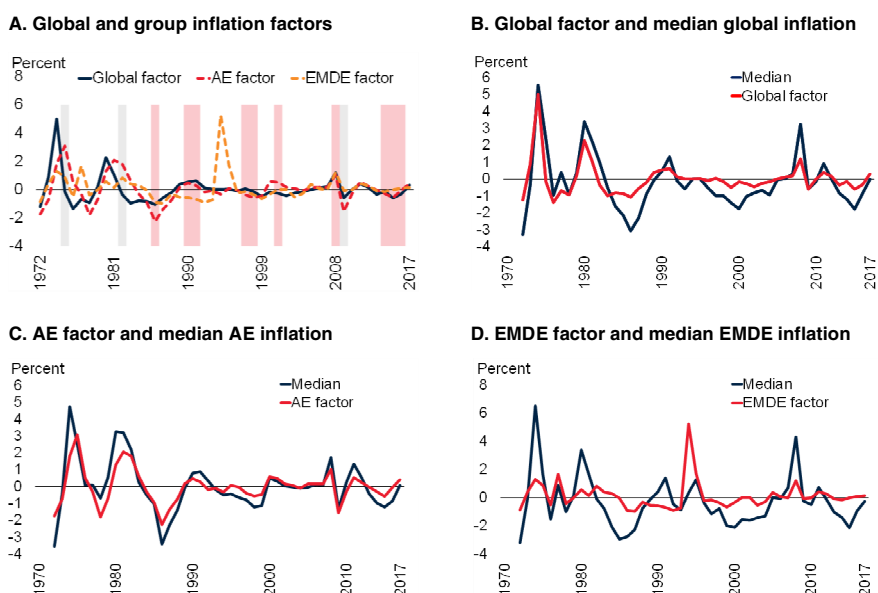 A. Global and group inflation factors
Percent
8
Global factor AE factor EMDE factor
6
4
2
0
-2
-4
1972 1981 1990 1999 2008 2017
B. Global factor and median global inflation
Percent
6
Median
5
Global factor
4
3
2
1
0
-1
-2
-3
-4
1970 1980 1990 2000 2010 2017
C. AE factor and median AE inflation
Percent
6
Median
5
AE factor
4
3
2
1
0
-1
-2
-3
-4
1970 1980 1990 2000 2010 2017
D. EMDE factor and median EMDE inflation
Percent
8
Median
EMDE factor
6
4
2
0
-2
-4
1970 1980 1990 2000 2010 2017